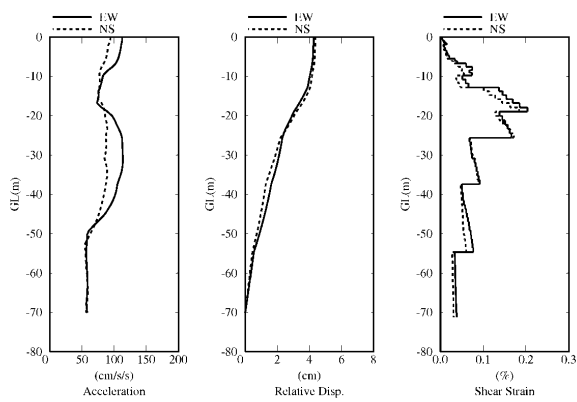 EW
NS
0
-10
-20
-30
-40
-50
-60
-70
-80
GL(m)
0 50 100 150 200
(cm/s/s)
Acceleration
EW
NS
0
-10
-20
-30
-40
-50
-60
-70
-80
GL(m)
0 2 4 6 8
(cm)
Relative Disp.
EW
NS
0
-10
-20
-30
-40
-50
-60
-70
-80
GL(m)
0.0 0.1 0.2 0.3
(%)
Shear Strain